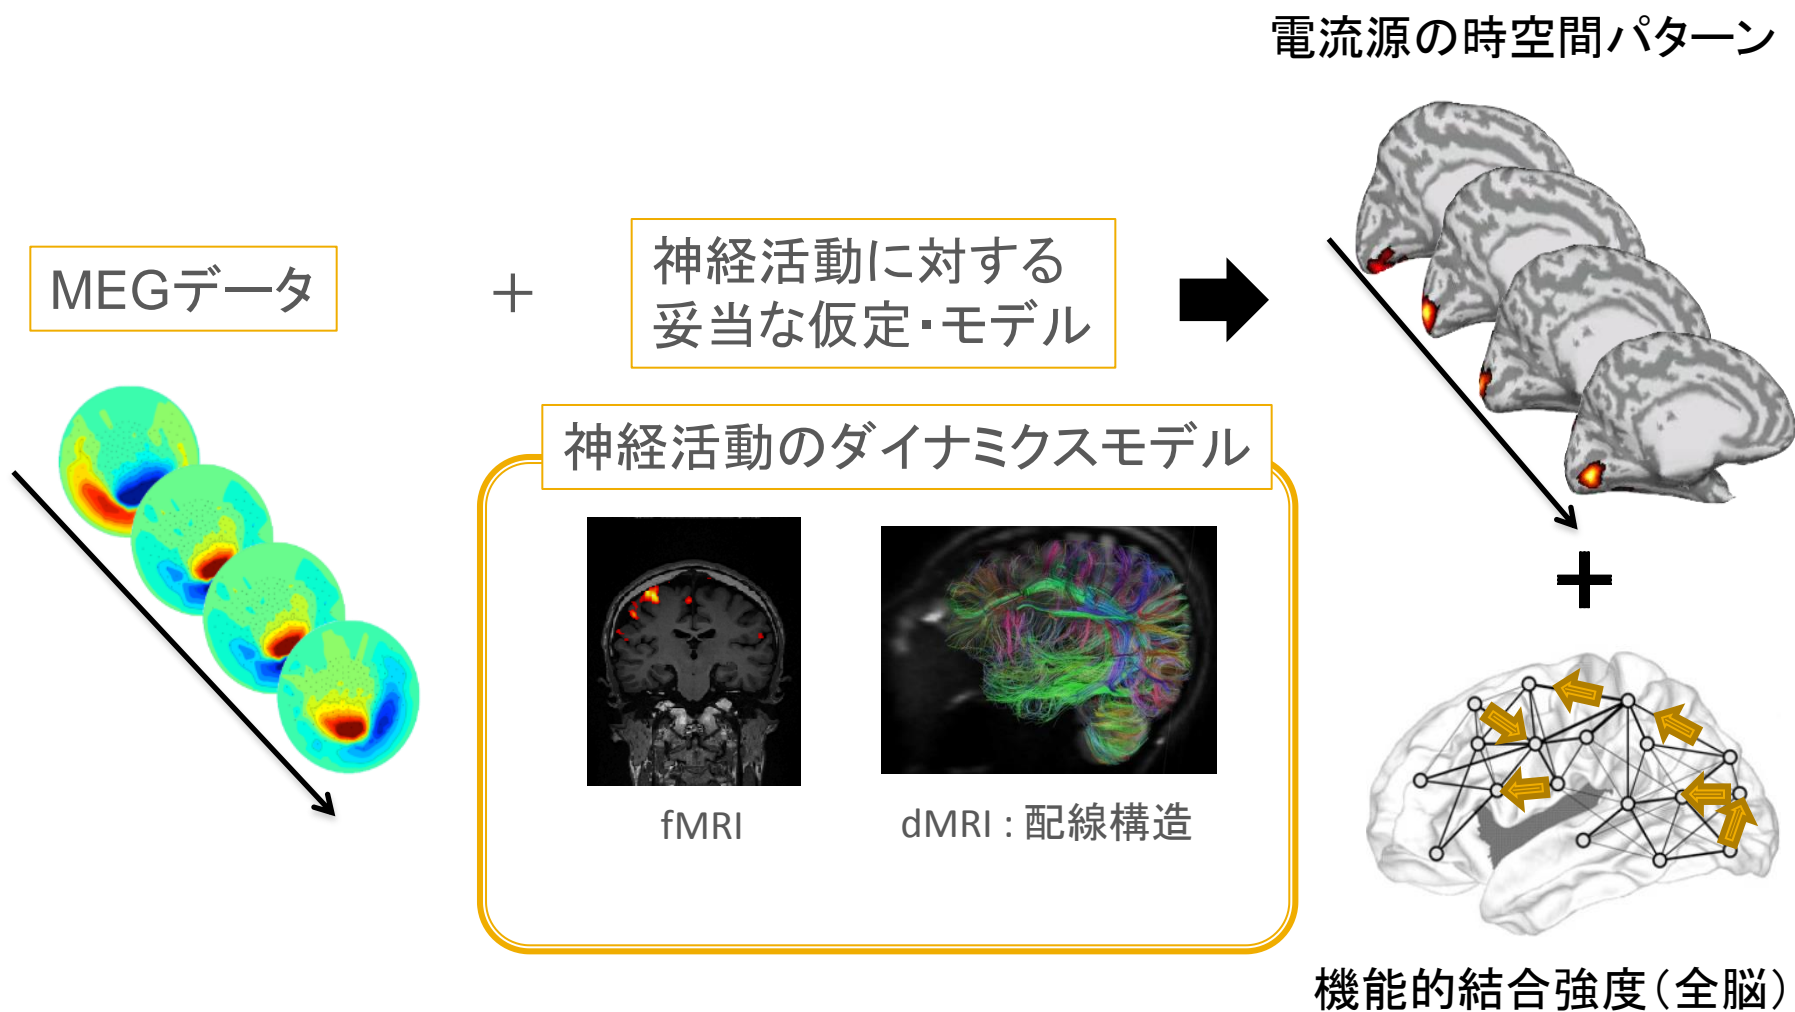 電流源の時空間パターン
MEGデータ
+
神経活動に対する
妥当な仮定・モデル
神経活動のダイナミクスモデル
fMRI
dMRI : 配線構造
+
機能的結合強度（全脳）